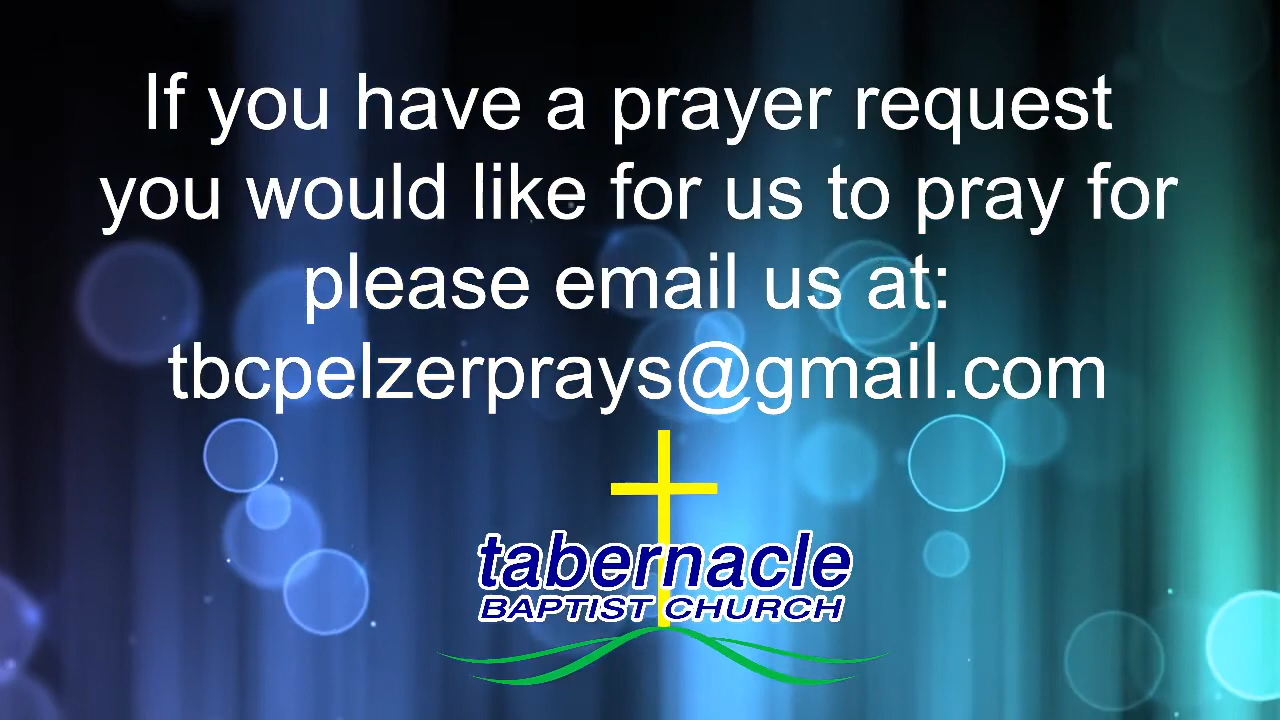 If you have a prayer request
you would like for us to pray for
please email us at:
tbcpelzerprays@gmail.com
tabernacle
BAPTIST CHURCH